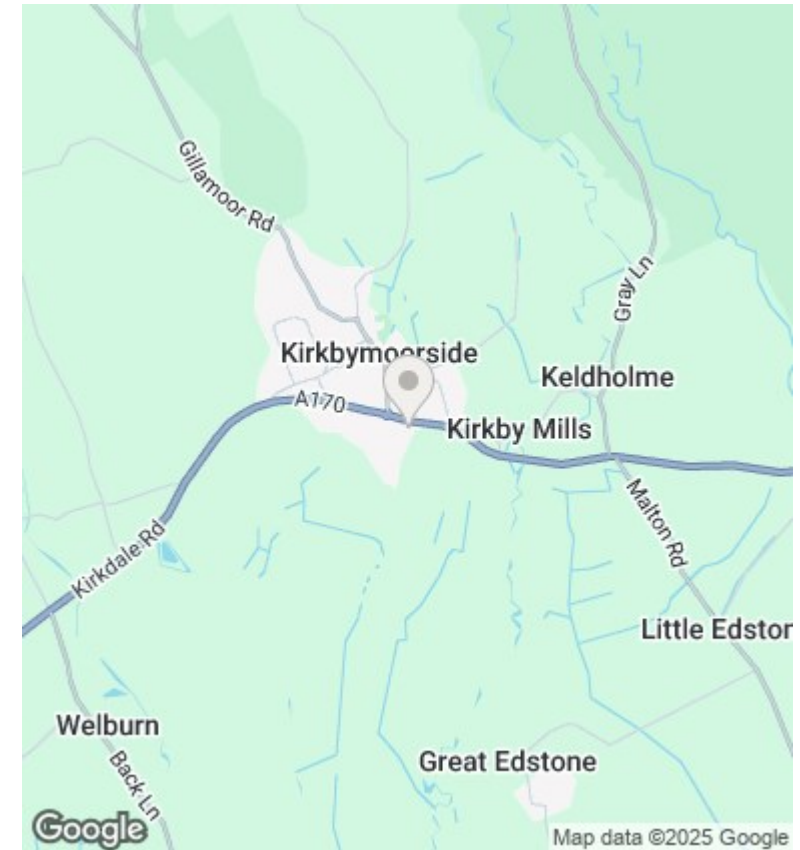 Gillamoor Rd
Gray Ln
Kirkbymoorside
Keldholme
A170
Kirkby Mills
Malton Rd
Kirkdale Rd
Little Edston
Welburn
Back Ln
Great Edstone
Google
Map data ©2025 Google